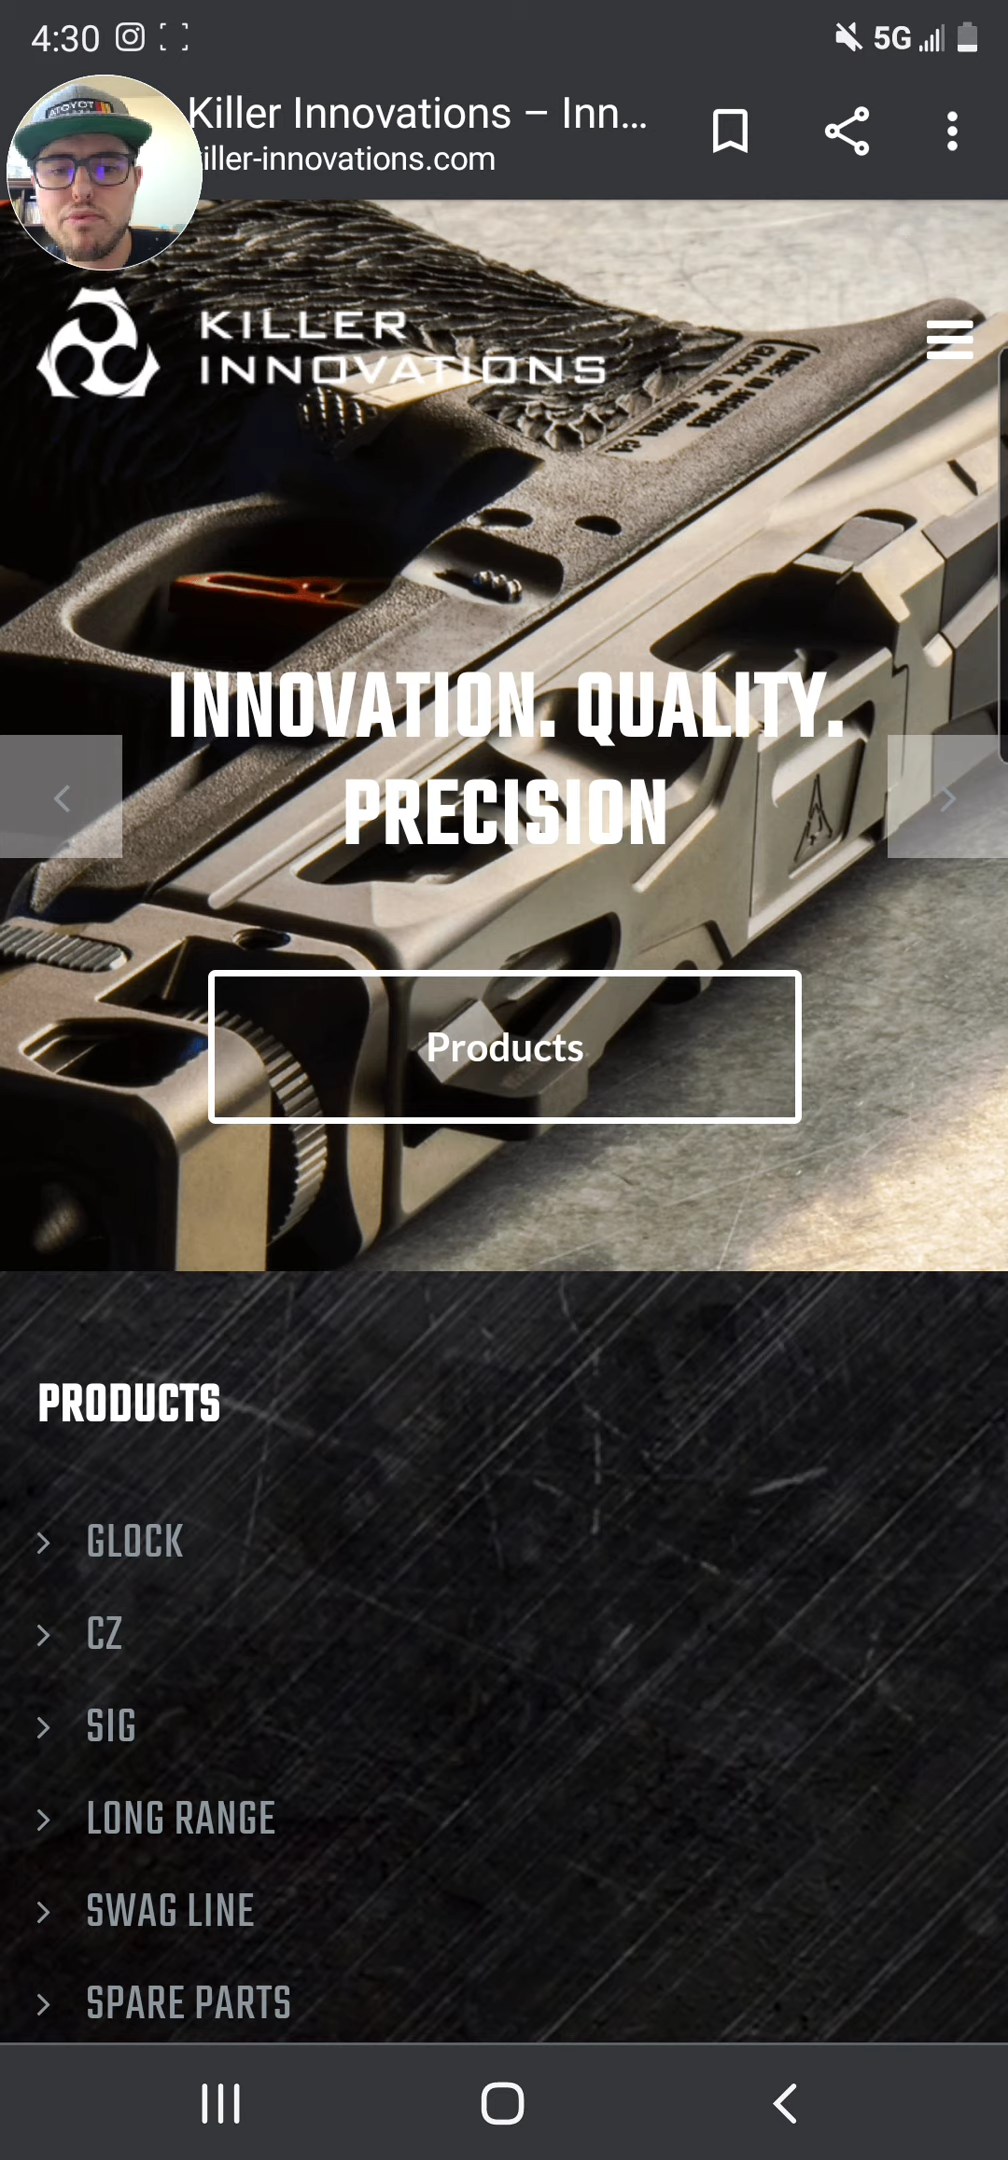 4:30
5G
ATOYOT
Killer Innovations – Inn...
iller-innovations.com
KILLER
INNOVATIONS
INNOVATION. QUALITY.
PRECISION
Products
PRODUCTS
GLOCK
CZ
SIG
LONG RANGE
SWAG LINE
SPARE PARTS